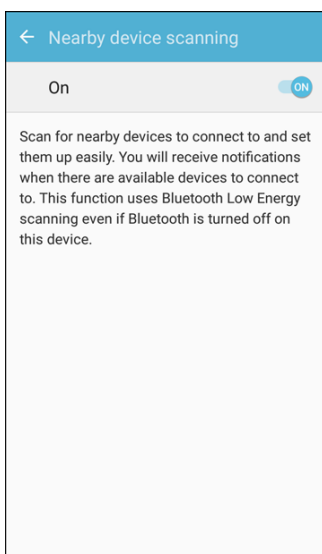 Nearby device scanning
On ON
Scan for nearby devices to connect to and set
them up easily. You will receive notifications
when there are available devices to connect
to. This function uses Bluetooth Low Energy
scanning even if Bluetooth is turned off on
this device.